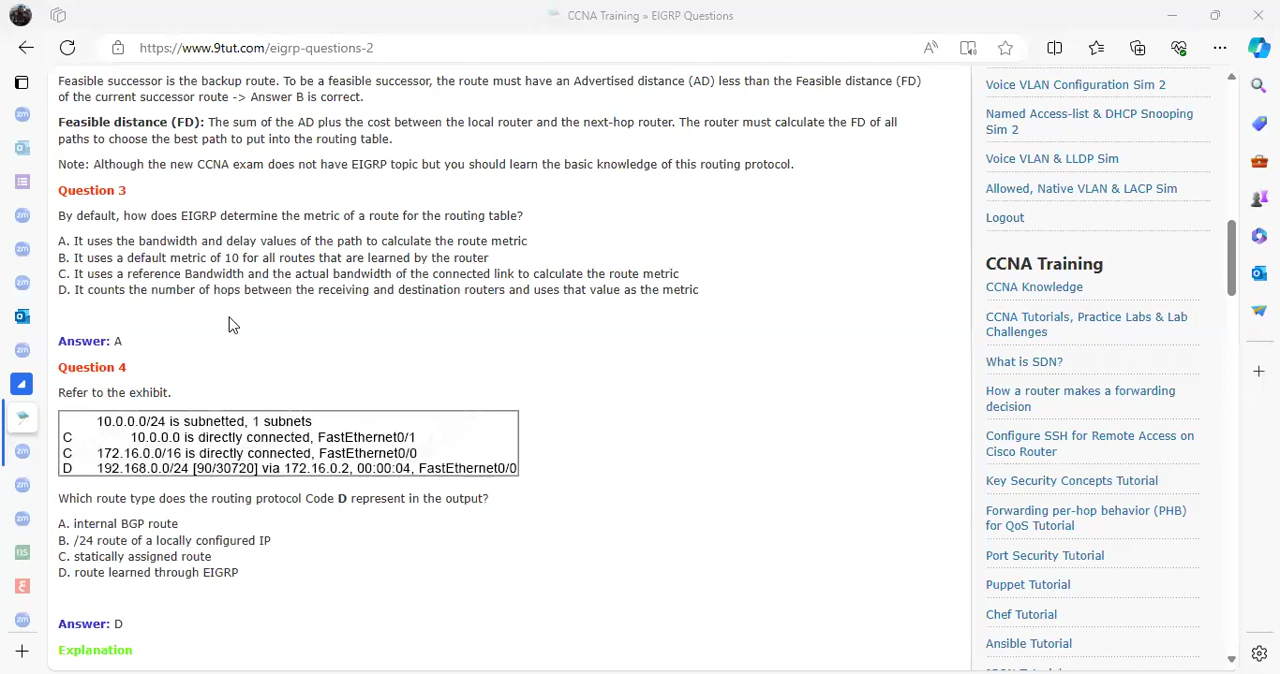 CCNA Training » EIGRP Questions
https://www.9tut.com/eigrp-questions-2
Feasible successor is the backup route. To be a feasible successor, the route must have an Advertised distance (AD) less than the Feasible distance (FD)
of the current successor route -> Answer B is correct.
Feasible distance (FD): The sum of the AD plus the cost between the local router and the next-hop router. The router must calculate the FD of all
paths to choose the best path to put into the routing table.
Note: Although the new CCNA exam does not have EIGRP topic but you should learn the basic knowledge of this routing protocol.
Question 3
By default, how does EIGRP determine the metric of a route for the routing table?
A. It uses the bandwidth and delay values of the path to calculate the route metric
B. It uses a default metric of 10 for all routes that are learned by the router
C. It uses a reference Bandwidth and the actual bandwidth of the connected link to calculate the route metric
D. It counts the number of hops between the receiving and destination routers and uses that value as the metric
Answer: A
Question 4
Refer to the exhibit.
10.0.0.0/24 is subnetted, 1 subnets
C 10.0.0.0 is directly connected, FastEthernet0/1
C 172.16.0.0/16 is directly connected, FastEthernet0/0
D 192.168.0.0/24 [90/30720] via 172.16.0.2, 00:00:04, FastEthernet0/0
Which route type does the routing protocol Code D represent in the output?
A. internal BGP route
B. /24 route of a locally configured IP
C. statically assigned route
D. route learned through EIGRP
Answer: D
Explanation
Voice VLAN Configuration Sim 2
Named Access-list & DHCP Snooping
Sim 2
Voice VLAN & LLDP Sim
Allowed, Native VLAN & LACP Sim
Logout
CCNA Training
CCNA Knowledge
CCNA Tutorials, Practice Labs & Lab
Challenges
What is SDN?
How a router makes a forwarding
decision
Configure SSH for Remote Access on
Cisco Router
Key Security Concepts Tutorial
Forwarding per-hop behavior (PHB)
for QoS Tutorial
Port Security Tutorial
Puppet Tutorial
Chef Tutorial
Ansible Tutorial